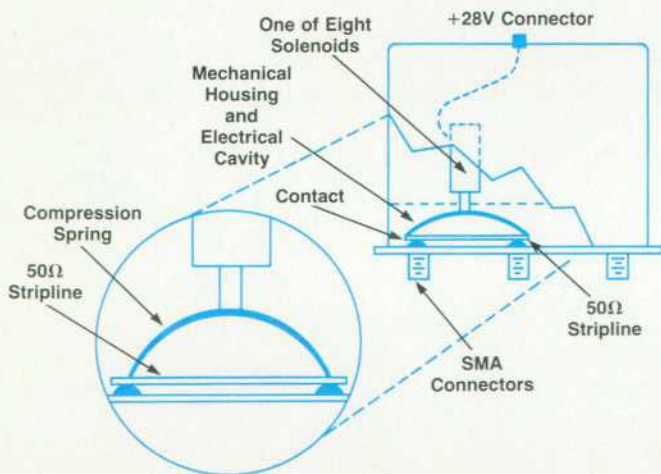 One of Eight
Solenoids
+28V Connector
Mechanical
Housing
and
Electrical
Cavity
Contact
Compression
Spring
50Ω
Stripline
50Ω
Stripline
SMA
Connectors